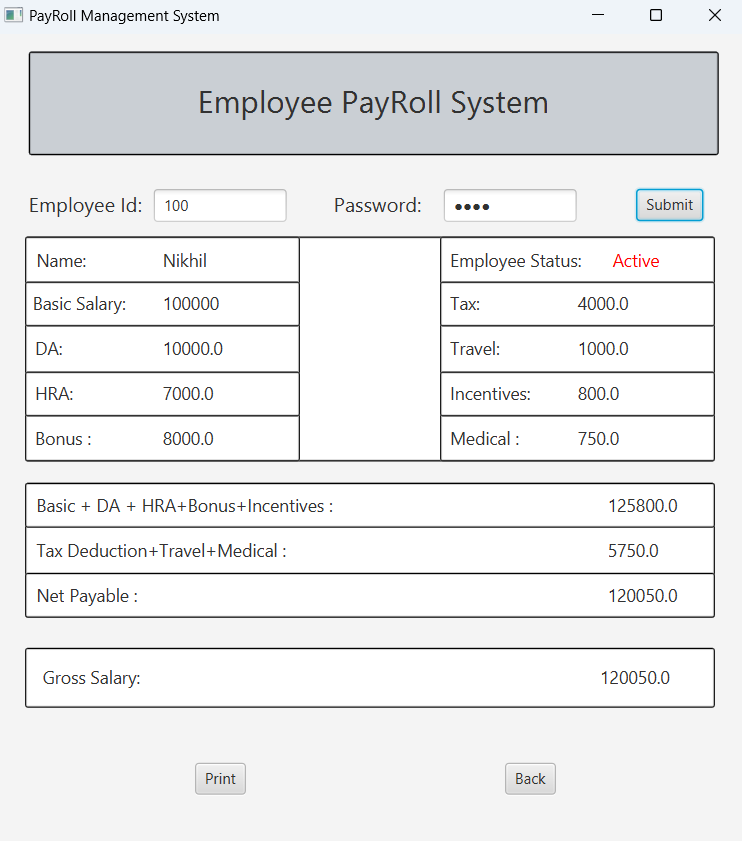 PayRoll Management System
Employee PayRoll System
Employee Id: 100 Password: ●●●● Submit
Name: Nikhil Employee Status: Active
Basic Salary: 100000 Tax: 4000.0
DA: 10000.0 Travel: 1000.0
HRA: 7000.0 Incentives: 800.0
Bonus : 8000.0 Medical : 750.0
Basic + DA + HRA+Bonus+Incentives : 125800.0
Tax Deduction+Travel+Medical : 5750.0
Net Payable : 120050.0
Gross Salary: 120050.0
Print Back